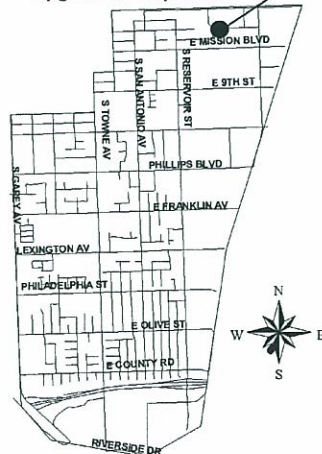 E MISSION BLVD
S RESERVOIR ST
S SAN ANTONIO AV
E 9TH ST
S TOWNE AV
PHILLIPS BLVD
S GAREY AV
E FRANKLIN AV
LEXINGTON AV
PHILADELPHIA ST
E OLIVE ST
E COUNTY RD
RIVERSIDE DR
N
W
E
S